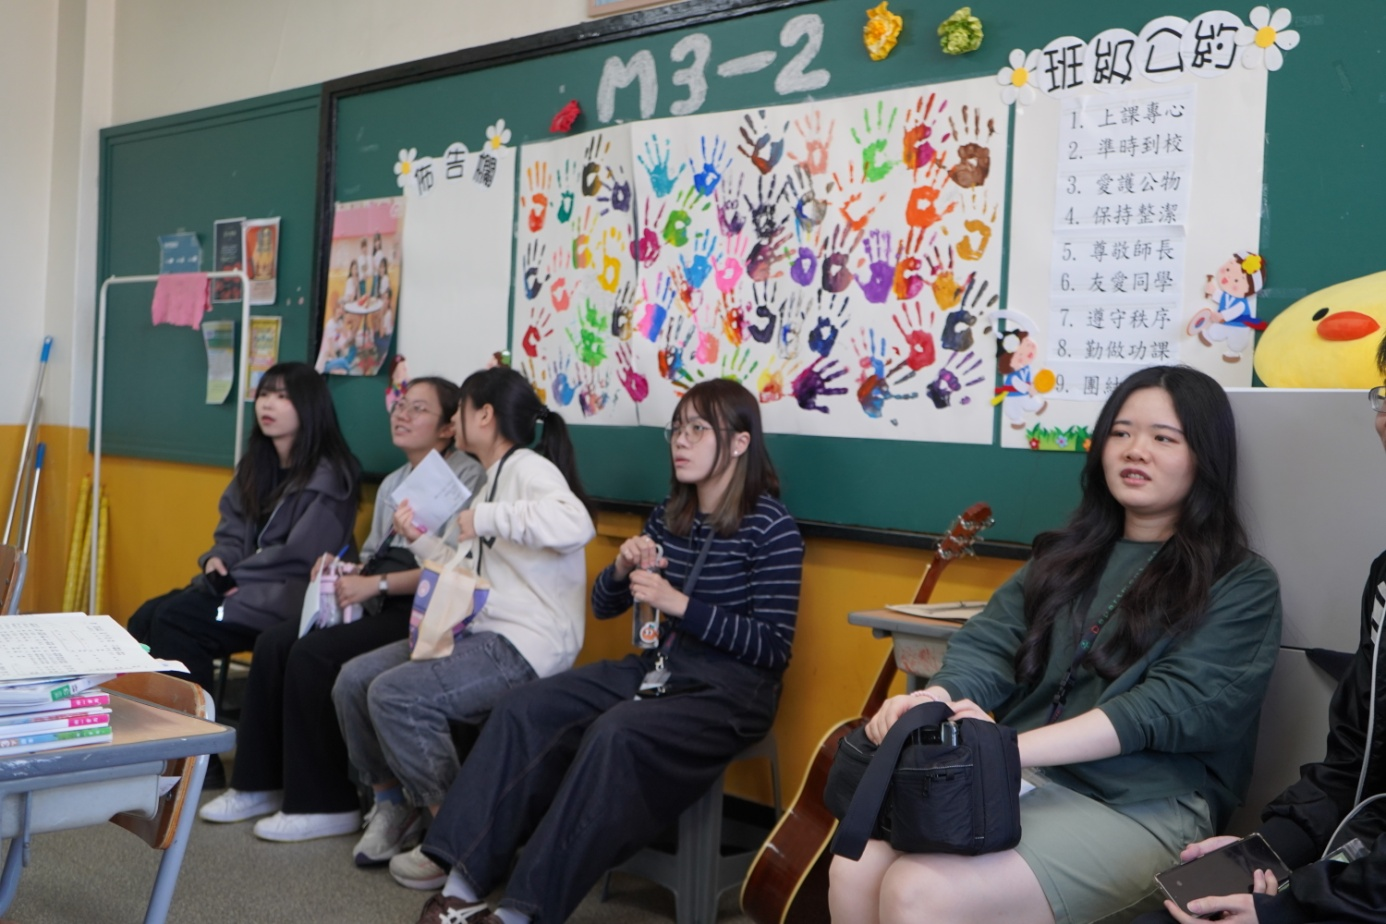 M3-2
佈告欄
班級公約
1. 上課專心
2. 準時到校
3. 愛護公物
4. 保持整潔
5. 尊敬師長
6. 友愛同學
7. 遵守秩序
8. 勤做功課
9. 團結